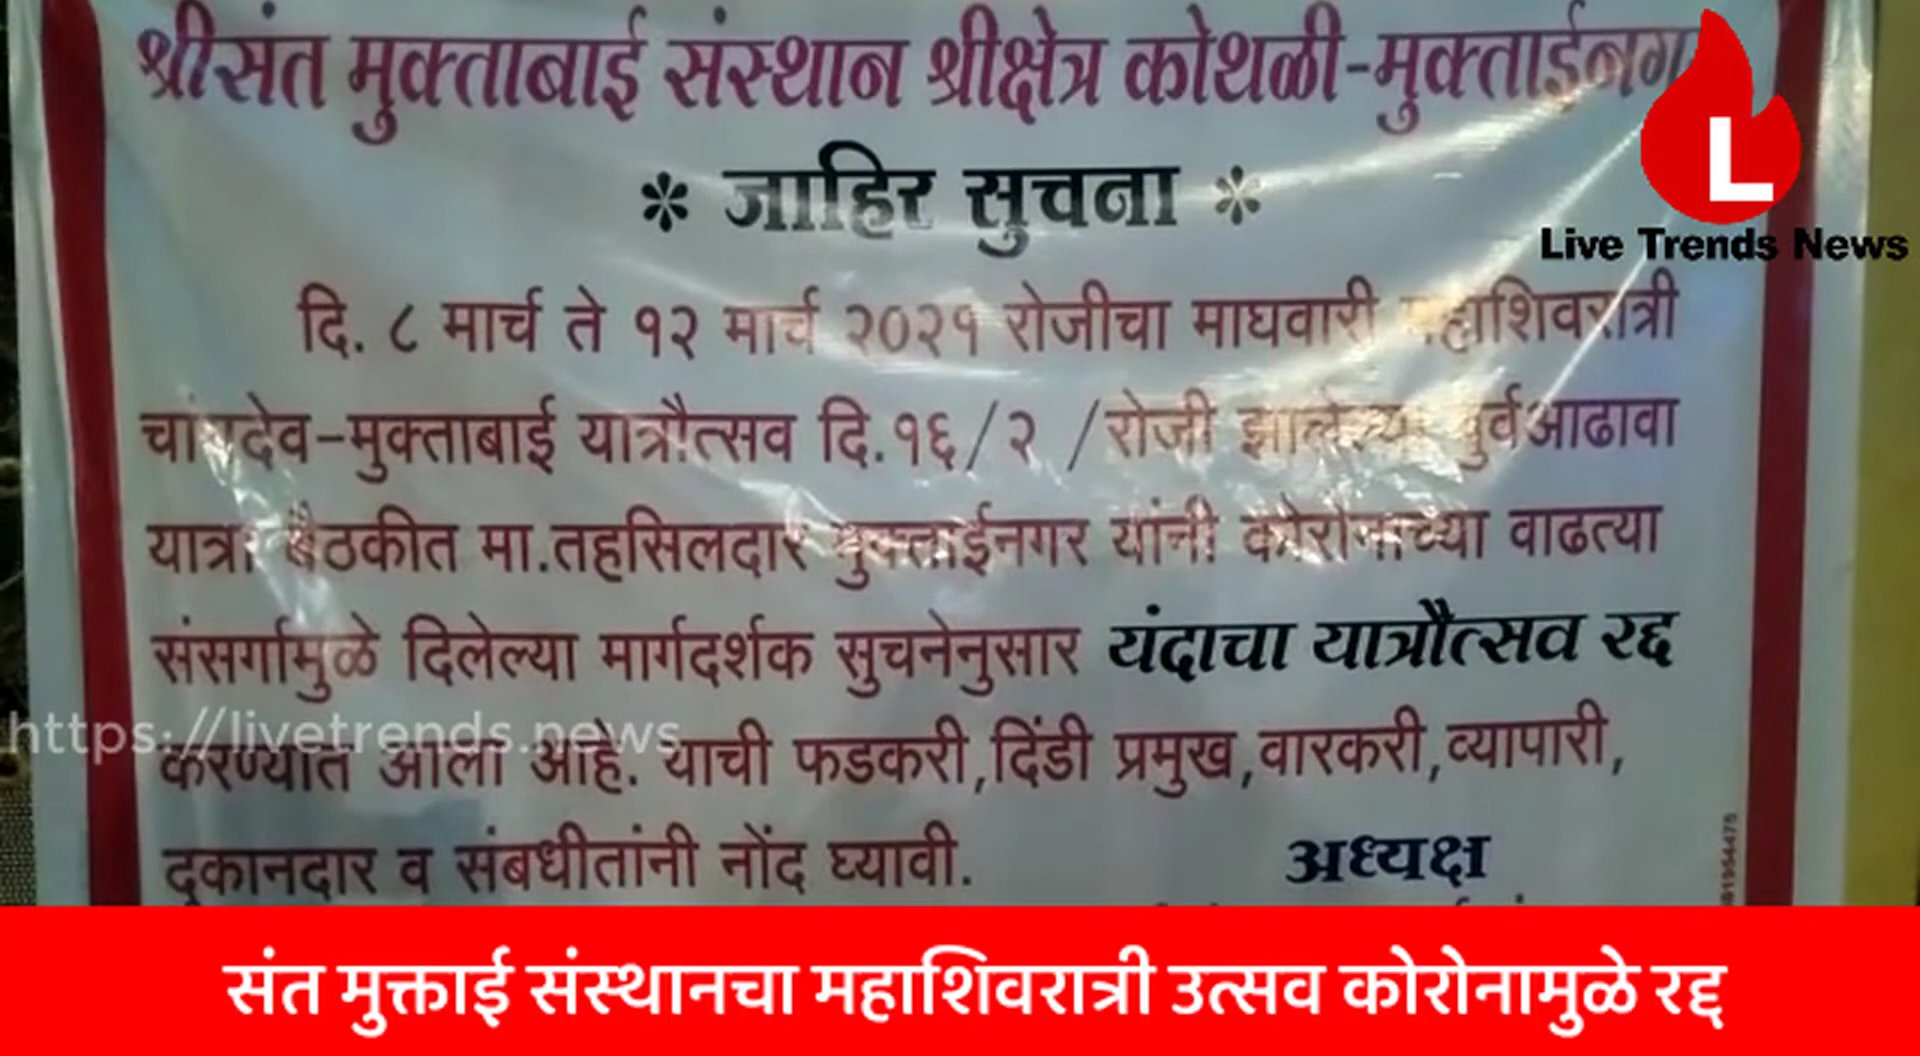 श्रीसंत मुक्ताबाई संस्थान श्रीक्षेत्र कोथळी-मुक्ताईनग
* जाहिर सुचना *
L
Live Trends News
दि. ८ मार्च ते १२ मार्च २०२१ रोजीचा माघवारी महाशिवरात्री
चांगदेव-मुक्ताबाई यात्रौत्सव दि.१६/२ /रोजी झालेल्या पुर्वआढावा
यात्रा बैठकीत मा.तहसिलदार मुक्ताईनगर यांनी कोरोनाच्या वाढत्या
संसर्गामुळे दिलेल्या मार्गदर्शक सुचनेनुसार यंदाचा यात्रौत्सव रद्द
https://livetrends.news
करण्यात आला आहे. याची फडकरी,दिंडी प्रमुख,वारकरी,व्यापारी,
दुकानदार व संबधीतांनी नोंद घ्यावी.
अध्यक्ष
संत मुक्ताई संस्थानचा महाशिवरात्री उत्सव कोरोनामुळे रद्द